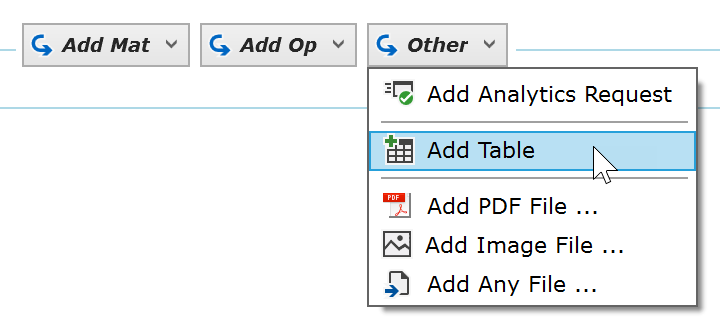 Add Mat Add Op Other
Add Analytics Request
Add Table
PDF Add PDF File ...
Add Image File ...
Add Any File ...